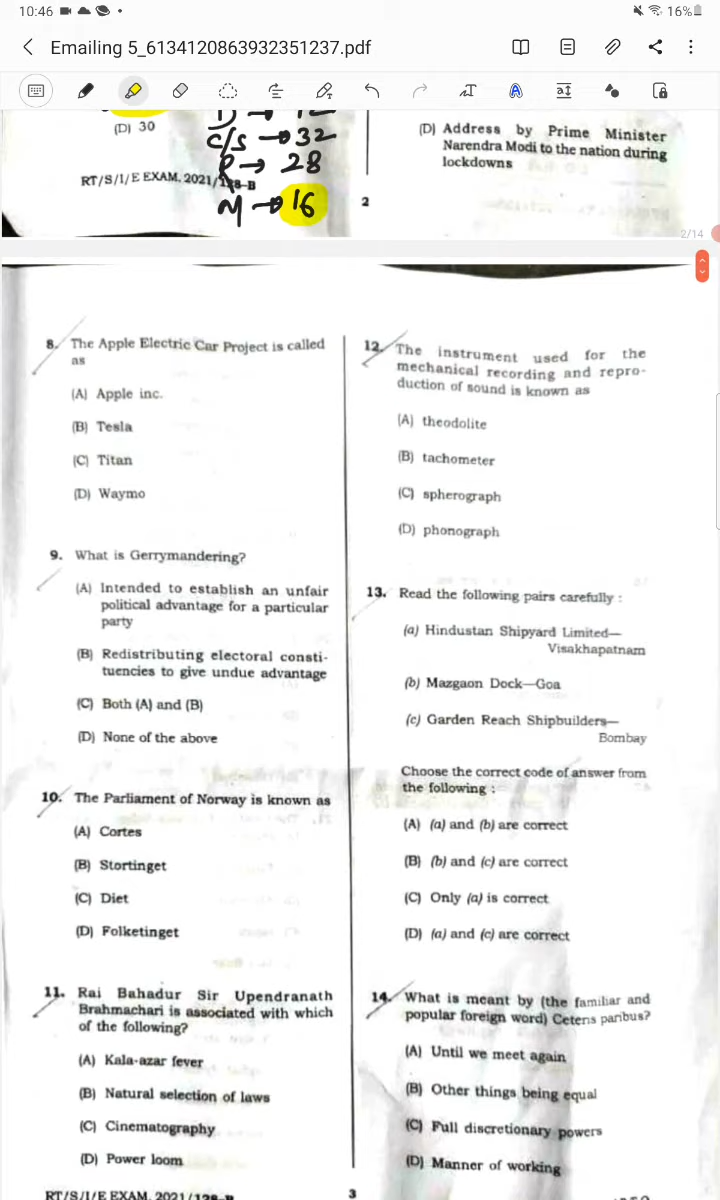 10:46
16%
Emailing 5_6134120863932351237.pdf
(D) 30
D → 12
C/S → 32
R → 28
M → 16
RT/S/I/E EXAM. 2021/128-B
(D) Address by Prime Minister
Narendra Modi to the nation during
lockdowns
2
2/14
8. The Apple Electric Car Project is called
as
(A) Apple inc.
(B) Tesla
(C) Titan
(D) Waymo
9. What is Gerrymandering?
(A) Intended to establish an unfair
political advantage for a particular
party
(B) Redistributing electoral consti-
tuencies to give undue advantage
(C) Both (A) and (B)
(D) None of the above
10. The Parliament of Norway is known as
(A) Cortes
(B) Stortinget
(C) Diet
(D) Folketinget
11. Rai Bahadur Sir Upendranath
Brahmachari is associated with which
of the following?
(A) Kala-azar fever
(B) Natural selection of laws
(C) Cinematography
(D) Power loom
12. The instrument used for the
mechanical recording and repro-
duction of sound is known as
(A) theodolite
(B) tachometer
(C) spherograph
(D) phonograph
13. Read the following pairs carefully :
(a) Hindustan Shipyard Limited—
Visakhapatnam
(b) Mazgaon Dock—Goa
(c) Garden Reach Shipbuilders—
Bombay
Choose the correct code of answer from
the following :
(A) (a) and (b) are correct
(B) (b) and (c) are correct
(C) Only (a) is correct
(D) (a) and (c) are correct
14. What is meant by (the familiar and
popular foreign word) Ceteris paribus?
(A) Until we meet again
(B) Other things being equal
(C) Full discretionary powers
(D) Manner of working
RT/S/I/E EXAM. 2021/128-B
3